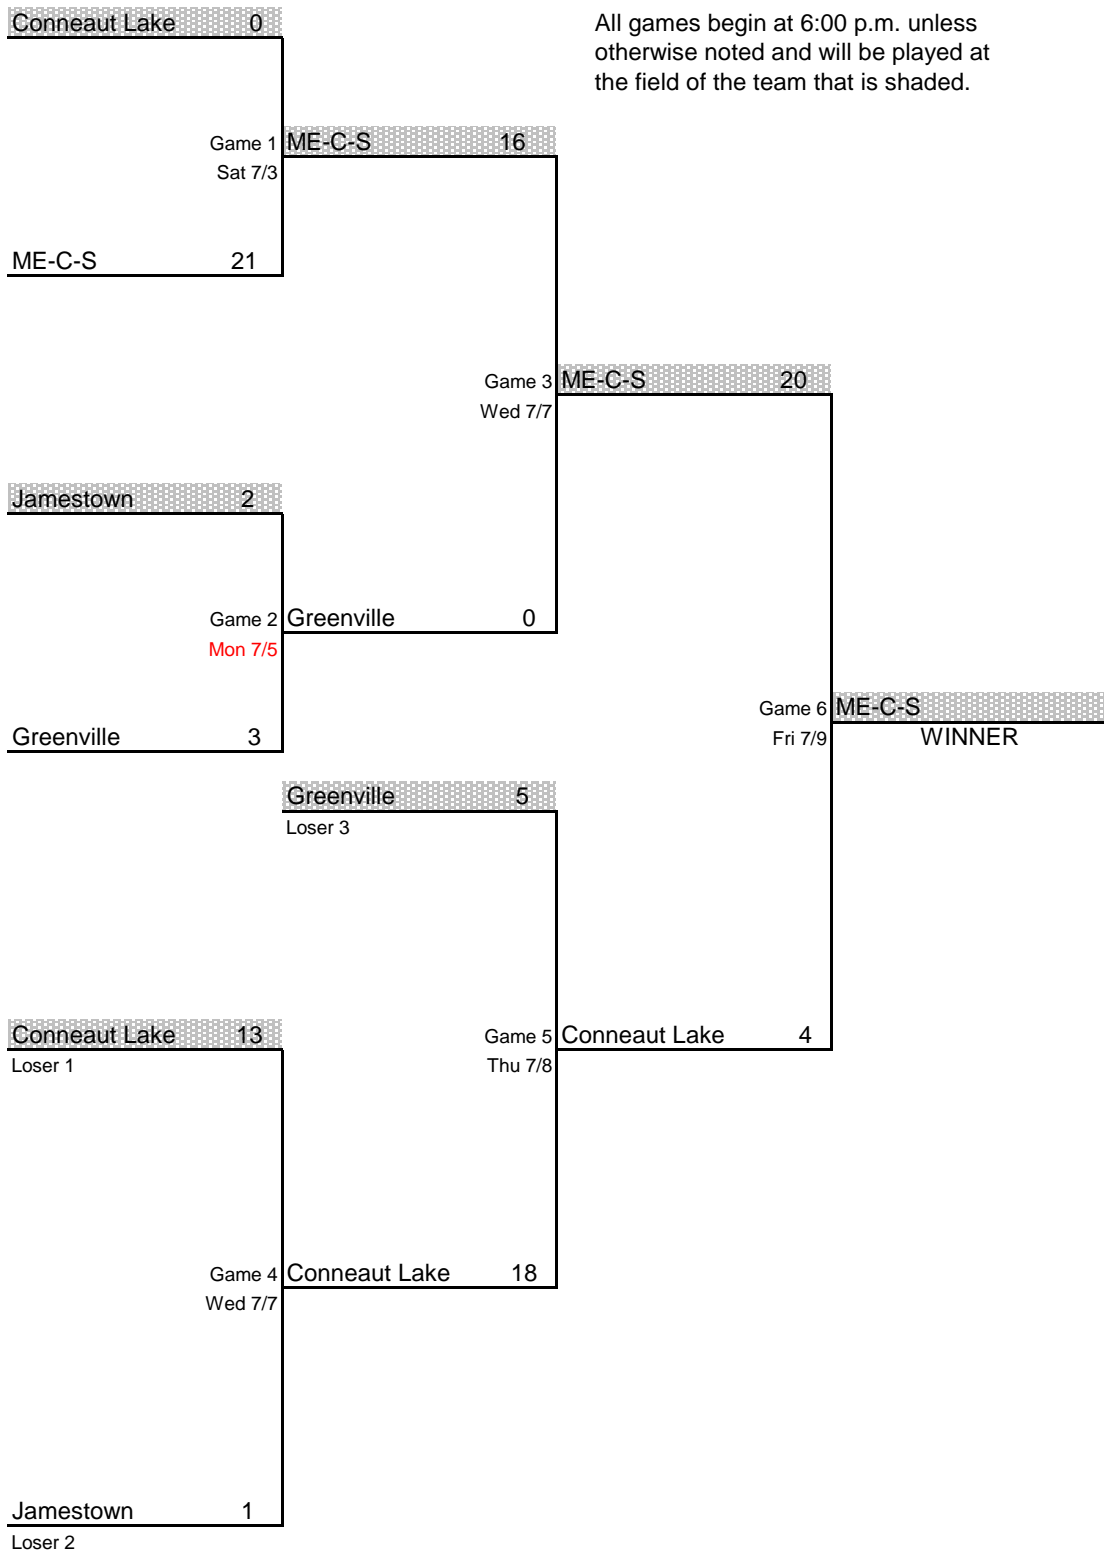 Conneaut Lake 0
All games begin at 6:00 p.m. unless
otherwise noted and will be played at
the field of the team that is shaded.
Game 1 ME-C-S 16
Sat 7/3
ME-C-S 21
Game 3 ME-C-S 20
Wed 7/7
Jamestown 2
Game 2 Greenville 0
Mon 7/5
Game 6 ME-C-S
Greenville 3
Fri 7/9 WINNER
Greenville 5
Loser 3
Conneaut Lake 13
Game 5 Conneaut Lake 4
Loser 1
Thu 7/8
Game 4 Conneaut Lake 18
Wed 7/7
Jamestown 1
Loser 2